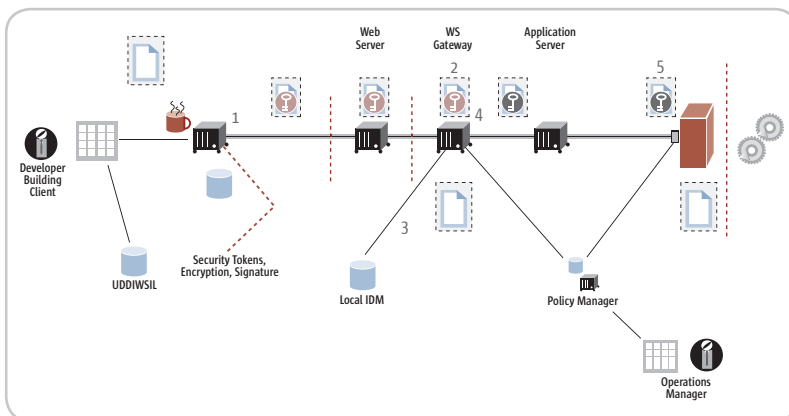 Web
Server
WS
Gateway
Application
Server
2
5
1
4
Developer
Building
Client
3
Security Tokens,
Encryption, Signature
UDDIWSIL
Local IDM
Policy Manager
Operations
Manager